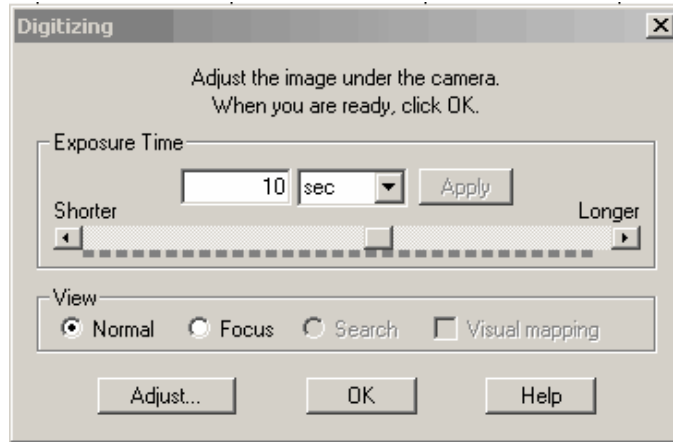 Digitizing
Adjust the image under the camera.
When you are ready, click OK.
Exposure Time
10 sec Apply
Shorter Longer
View
Normal Focus Search Visual mapping
Adjust... OK Help